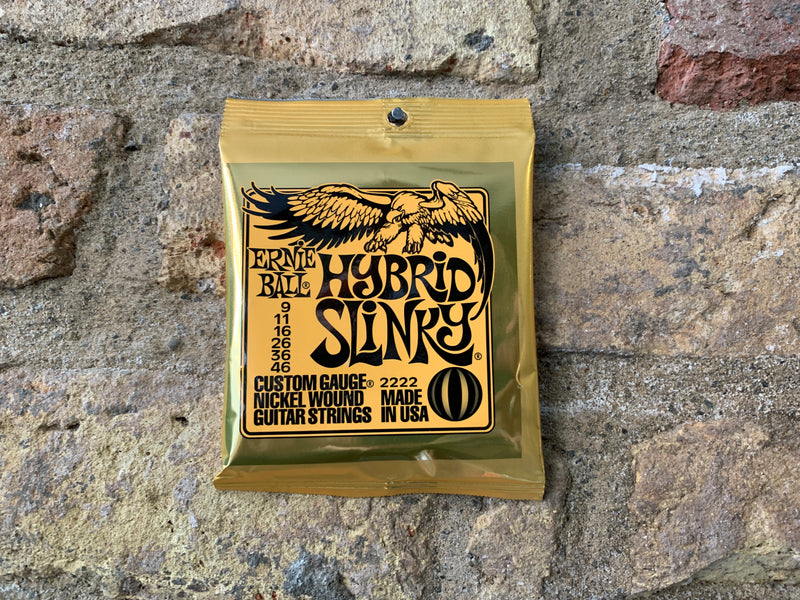 ERNIE
BALL®
HYBRID
SLINKY®
9
11
16
26
36
46
CUSTOM GAUGE®
NICKEL WOUND
GUITAR STRINGS
2222
MADE
IN USA